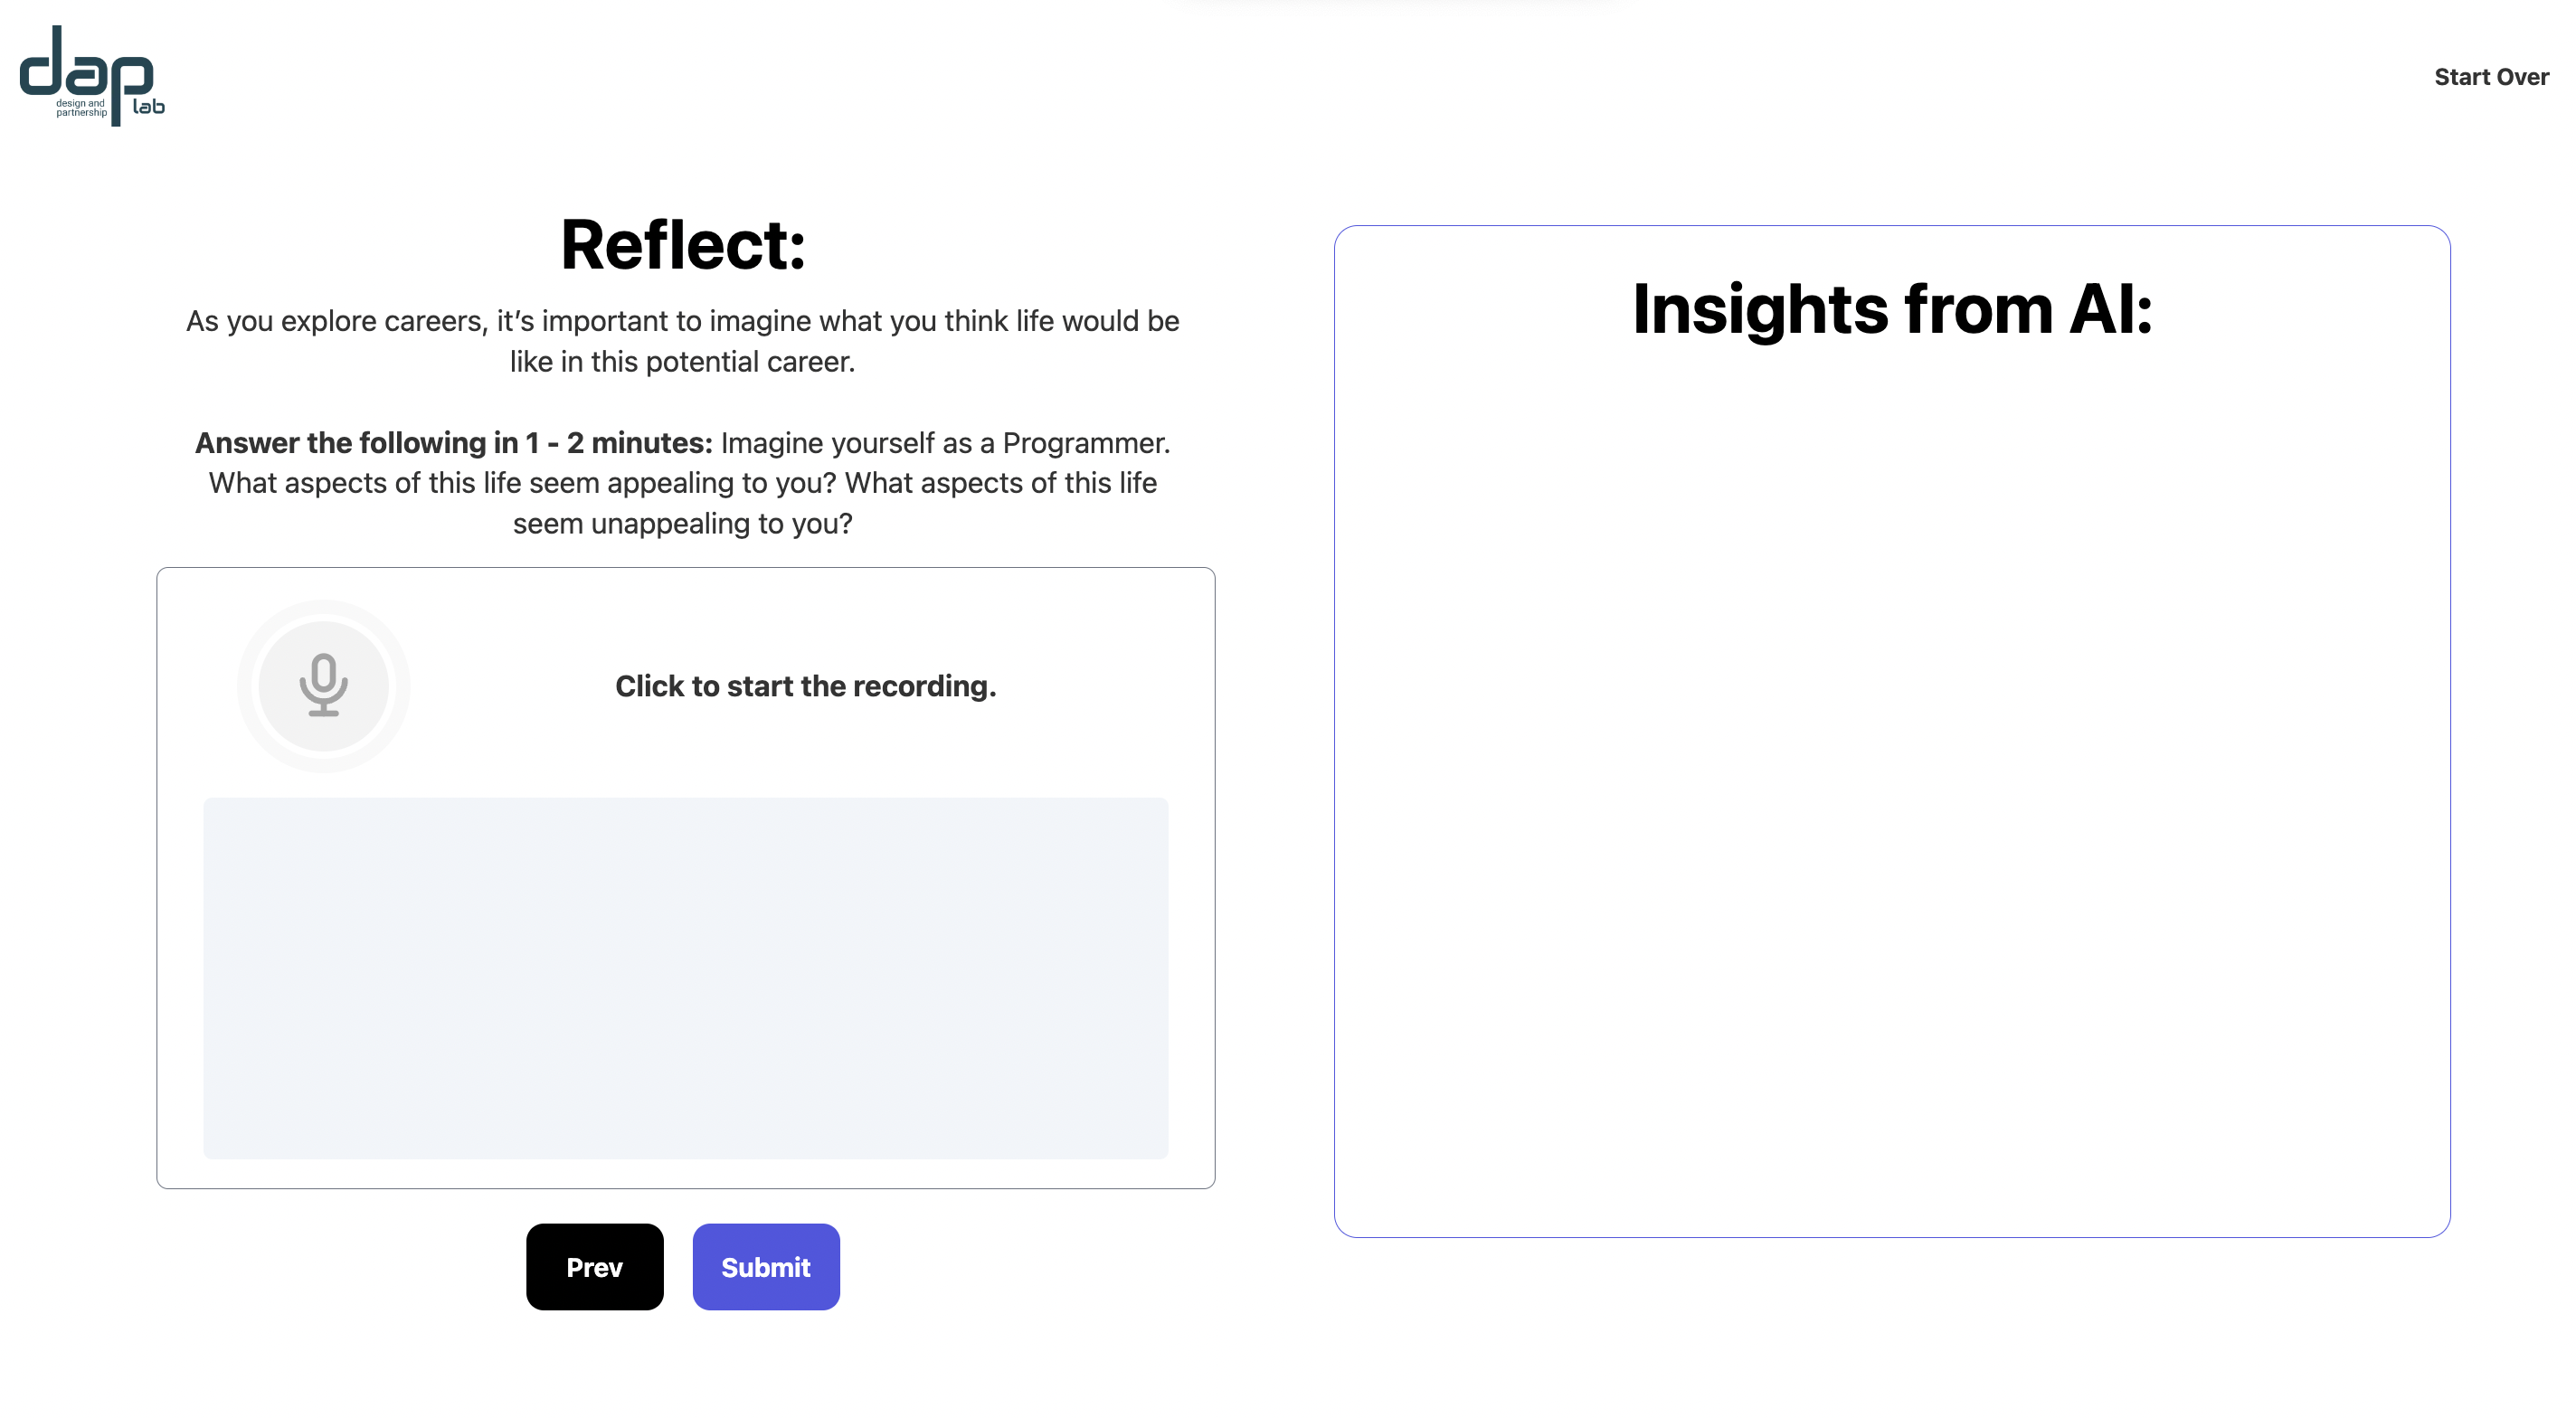 dap
design and
partnership
lab
Start Over
Reflect:
As you explore careers, it’s important to imagine what you think life would be
like in this potential career.
Answer the following in 1 - 2 minutes: Imagine yourself as a Programmer.
What aspects of this life seem appealing to you? What aspects of this life
seem unappealing to you?
Click to start the recording.
Prev
Submit
Insights from AI: